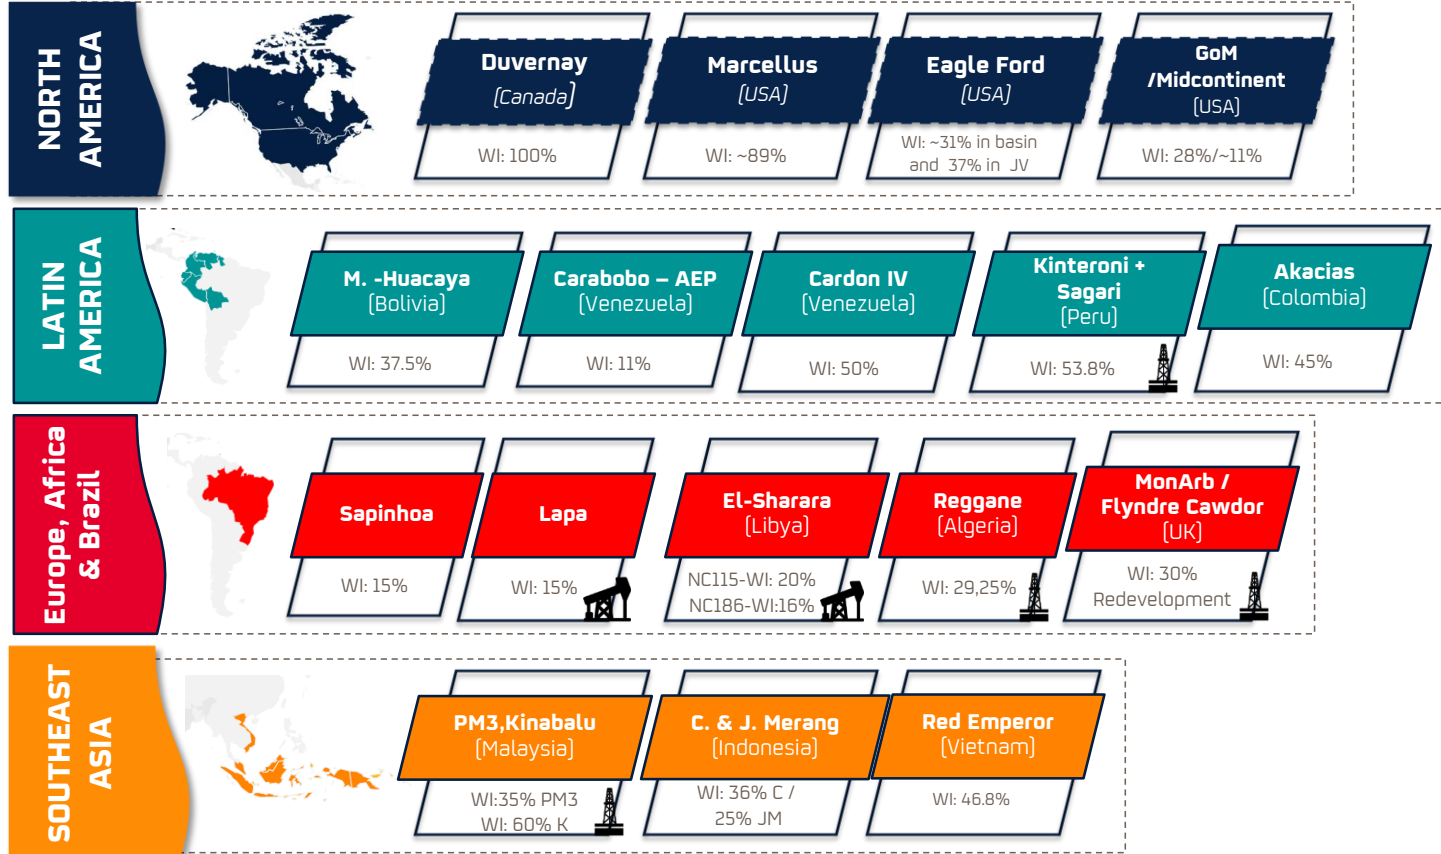 NORTH
AMERICA
Duvernay
(Canada)
WI: 100%
Marcellus
(USA)
WI: ~89%
Eagle Ford
(USA)
WI: ~31% in basin
and 37% in JV
GoM
/Midcontinent
(USA)
WI: 28%/~11%
LATIN
AMERICA
M. -Huacaya
(Bolivia)
WI: 37.5%
Carabobo – AEP
(Venezuela)
WI: 11%
Cardon IV
(Venezuela)
WI: 50%
Kinteroni +
Sagari
(Peru)
WI: 53.8%
Akacias
(Colombia)
WI: 45%
Europe, Africa
& Brazil
Sapinhoa
WI: 15%
Lapa
WI: 15%
El-Sharara
(Libya)
NC115-WI: 20%
NC186-WI:16%
Reggane
(Algeria)
WI: 29,25%
MonArb /
Flyndre Cawdor
(UK)
WI: 30%
Redevelopment
SOUTHEAST
ASIA
PM3,Kinabalu
(Malaysia)
WI:35% PM3
WI: 60% K
C. & J. Merang
(Indonesia)
WI: 36% C /
25% JM
Red Emperor
(Vietnam)
WI: 46.8%